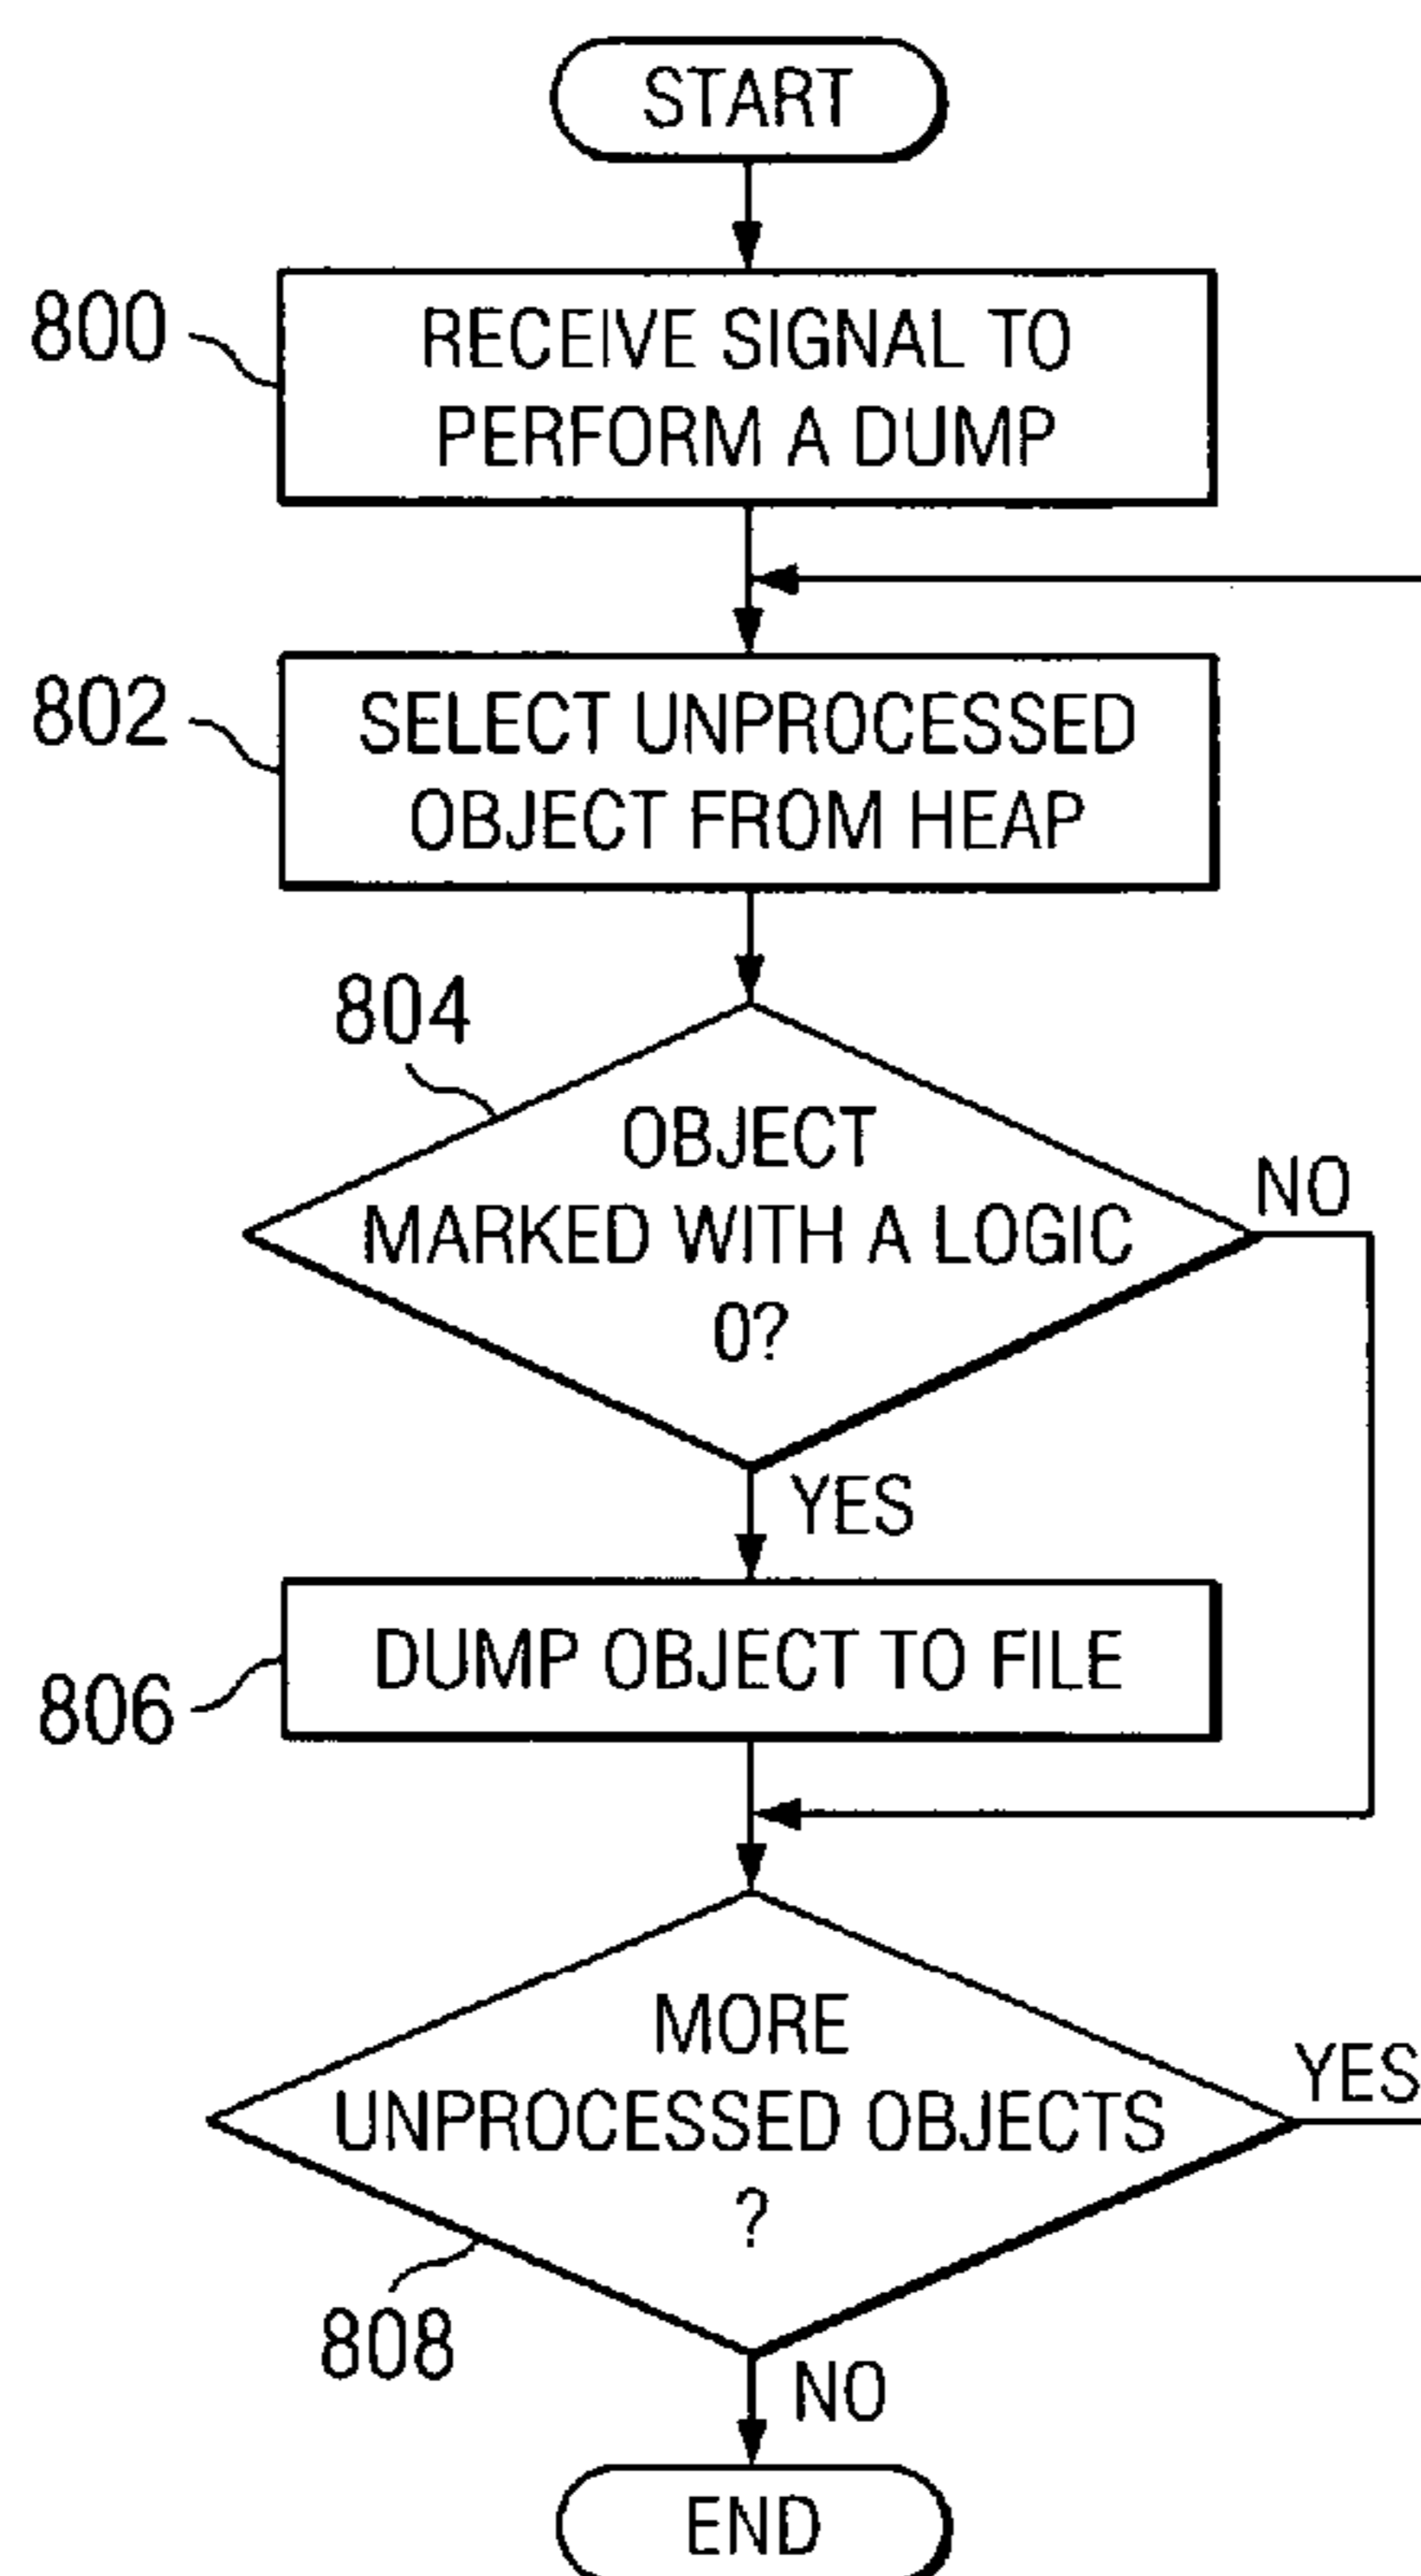 START
800
RECEIVE SIGNAL TO
PERFORM A DUMP
802
SELECT UNPROCESSED
OBJECT FROM HEAP
804
OBJECT
MARKED WITH A LOGIC
0?
NO
YES
806
DUMP OBJECT TO FILE
MORE
UNPROCESSED OBJECTS
?
YES
808
NO
END